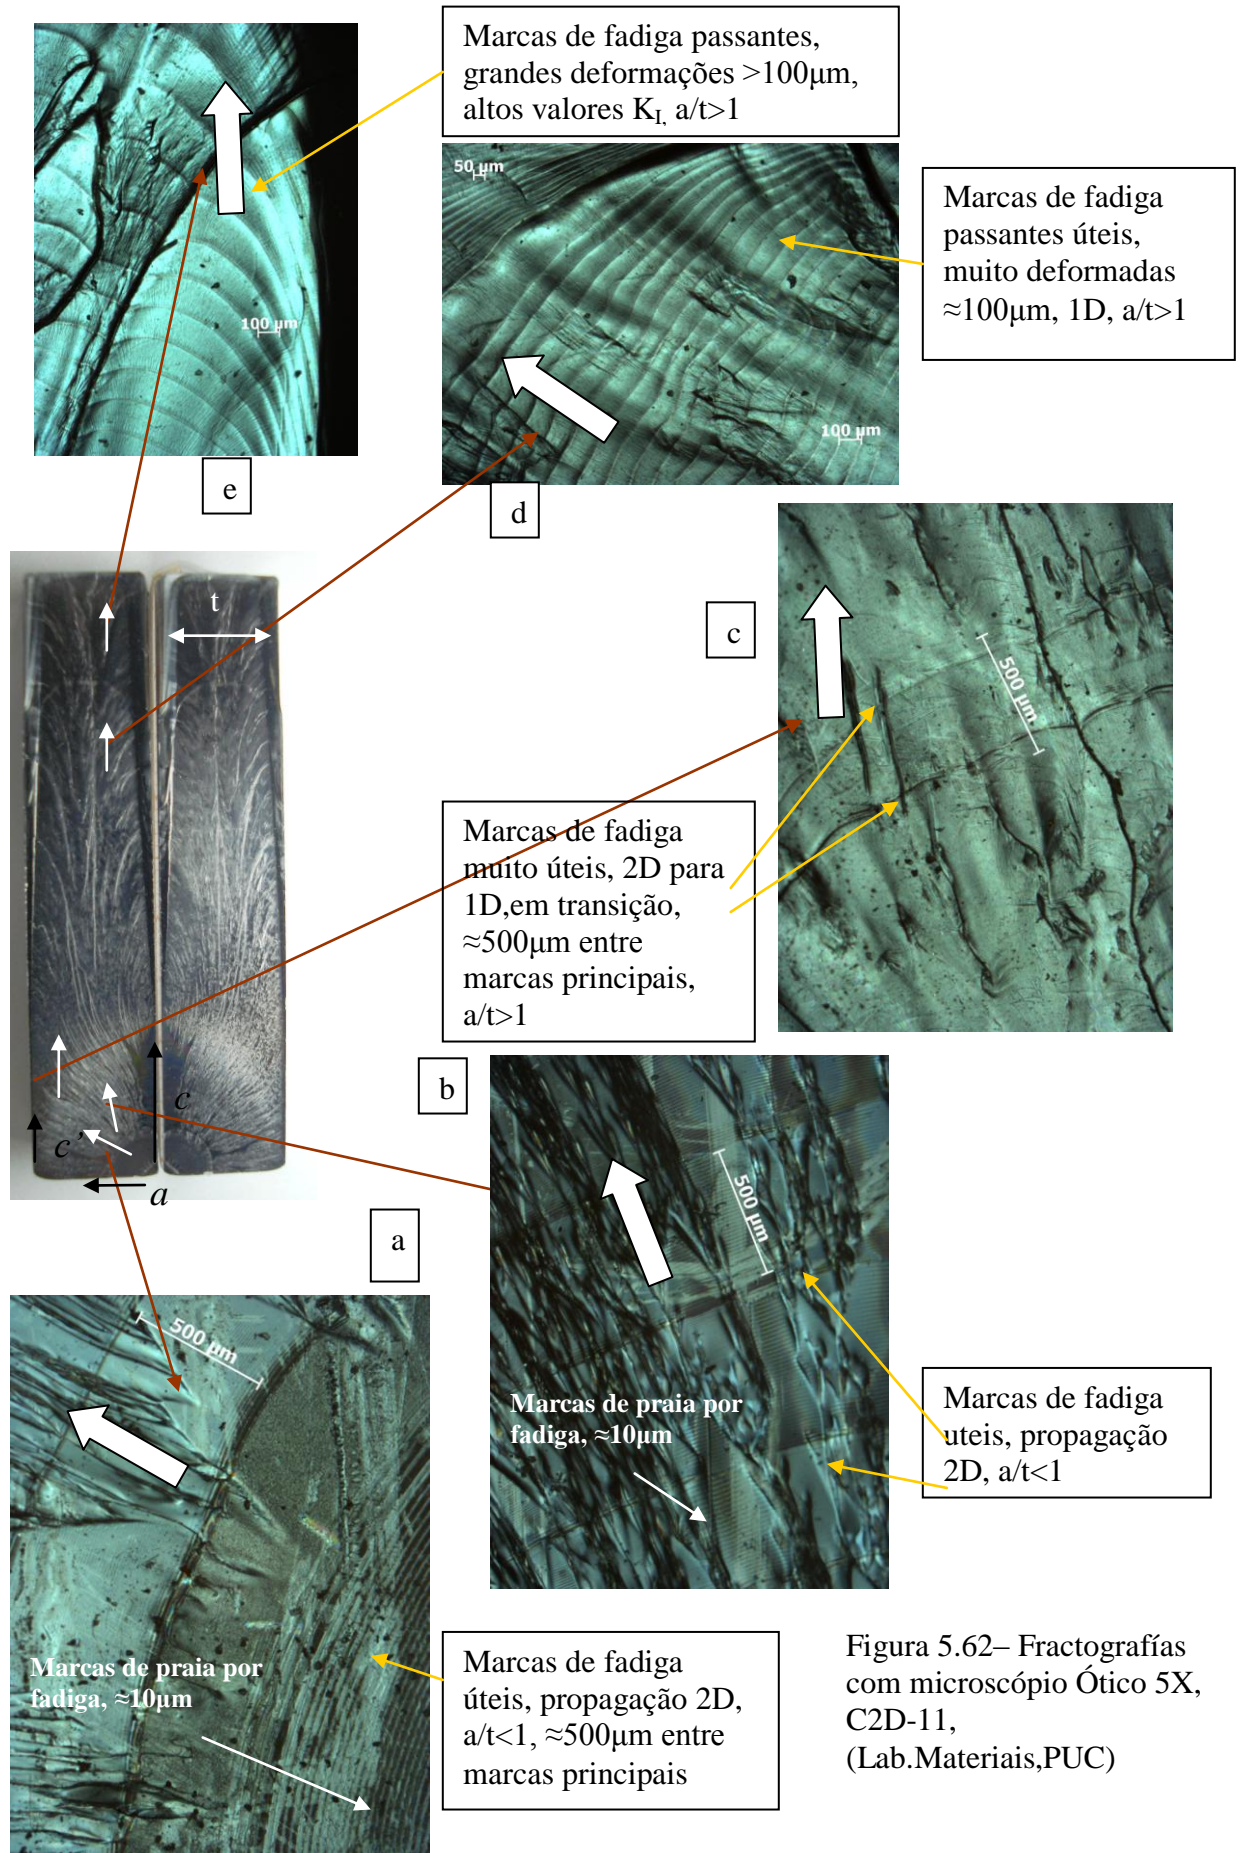 Marcas de fadiga passantes,
grandes deformações >100µm,
altos valores K_I, a/t>1
50 µm
100 µm
Marcas de fadiga
passantes úteis,
muito deformadas
≈100µm, 1D, a/t>1
100 µm
e
d
t
c
500 µm
Marcas de fadiga
muito úteis, 2D para
1D,em transição,
≈500µm entre
marcas principais,
a/t>1
b
c
c’
a
500 µm
Marcas de praia por
fadiga, ≈10µm
a
500 µm
Marcas de fadiga
uteis, propagação
2D, a/t<1
Marcas de praia por
fadiga, ≈10µm
Marcas de fadiga
úteis, propagação 2D,
a/t<1, ≈500µm entre
marcas principais
Figura 5.62– Fractografías
com microscópio Ótico 5X,
C2D-11,
(Lab.Materiais,PUC)